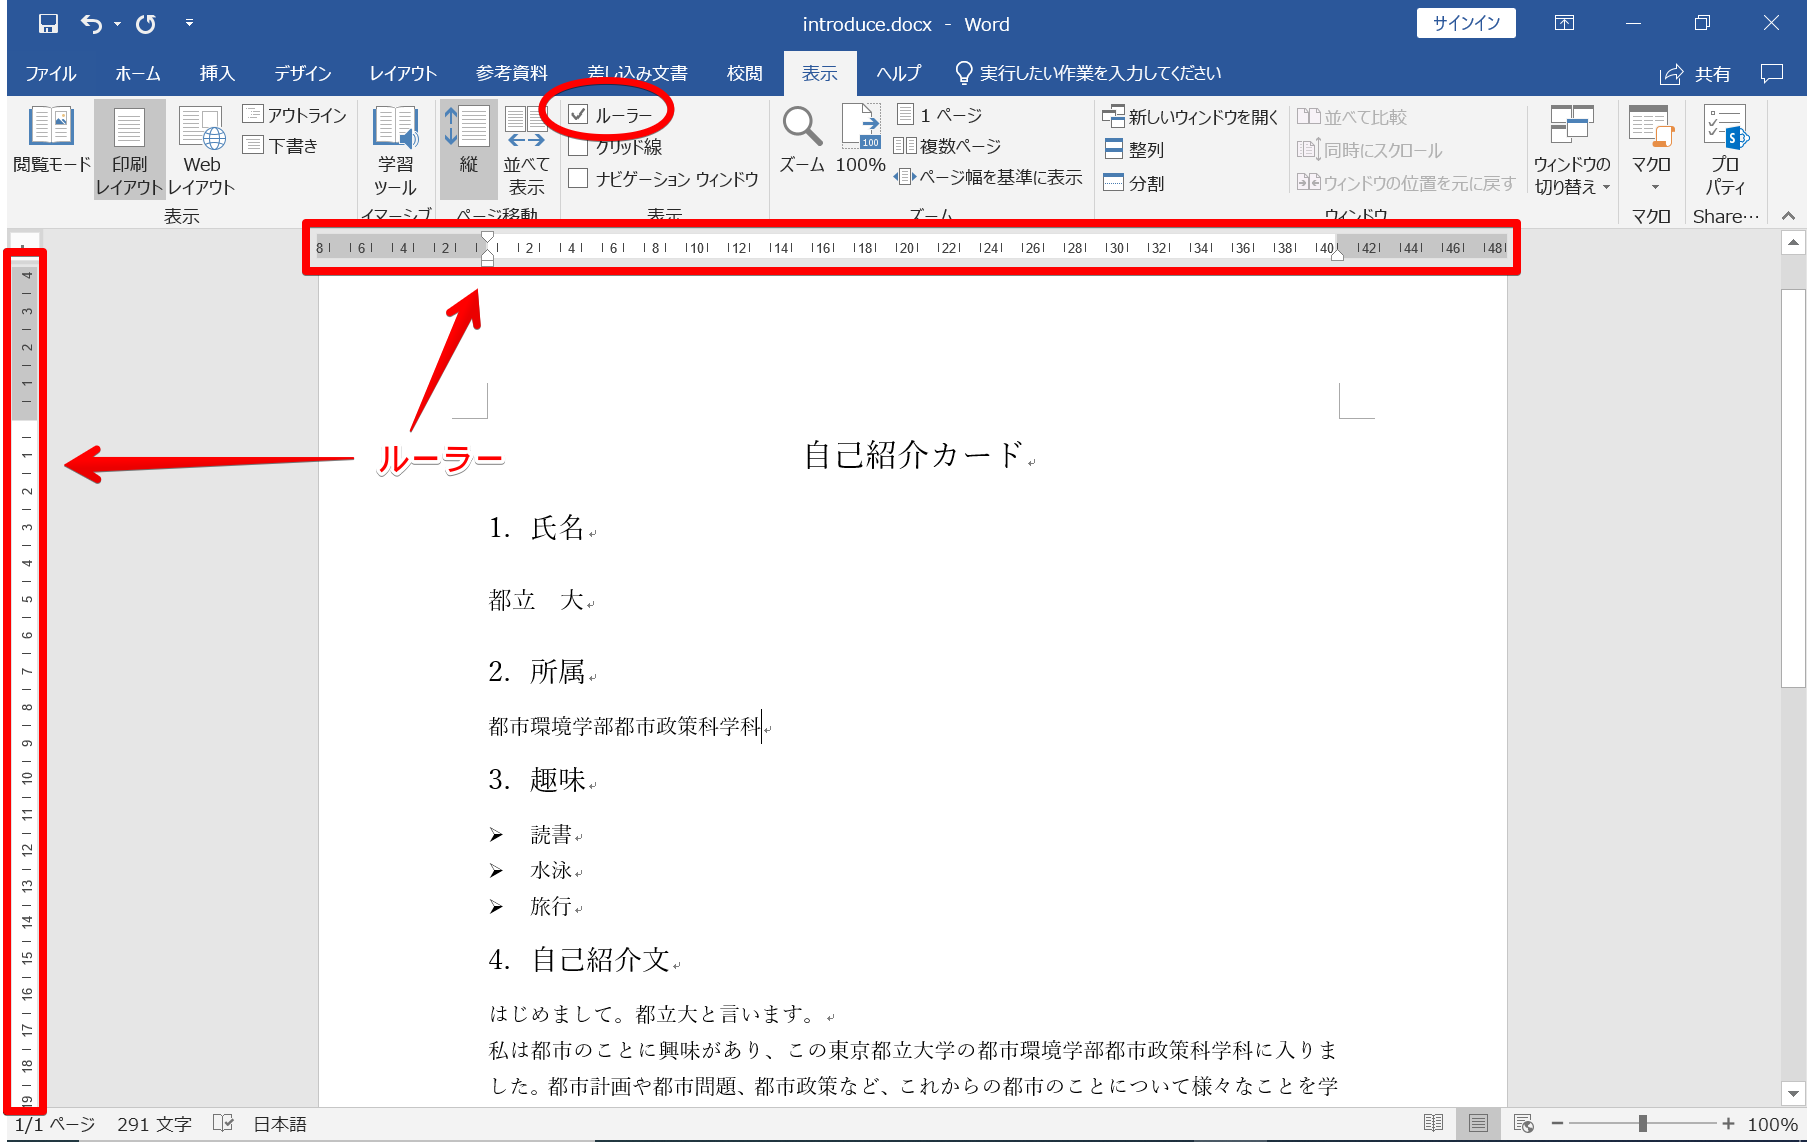 introduce.docx - Word
サインイン
ファイル ホーム 挿入 デザイン レイアウト 参考資料 差し込み文書 校閲 表示 ヘルプ 実行したい作業を入力してください 共有
閲覧モード
印刷
レイアウト
Web
レイアウト
アウトライン
下書き
表示
学習
ツール
イマーシブ
縦
並べて
表示
ページ移動
ルーラー
グリッド線
ナビゲーション ウィンドウ
表示
ズーム
100
100%
1 ページ
複数ページ
ページ幅を基準に表示
ズーム
新しいウィンドウを開く
整列
分割
並べて比較
同時にスクロール
ウィンドウの位置を元に戻す
ウィンドウの
切り替え
ウィンドウ
マクロ
マクロ
プロ
パティ
Share…
8 6 4 2 2 4 6 8 10 12 14 16 18 20 22 24 26 28 30 32 34 36 38 40 42 44 46 48
4 3 2 1 1 2 3 4 5 6 7 8 9 10 11 12 13 14 15 16 17 18 19
ルーラー
自己紹介カード
1. 氏名
都立　大
2. 所属
都市環境学部都市政策科学科
3. 趣味
➢ 読書
➢ 水泳
➢ 旅行
4. 自己紹介文
はじめまして。都立大と言います。
私は都市のことに興味があり、この東京都立大学の都市環境学部都市政策科学科に入りま
した。都市計画や都市問題、都市政策など、これからの都市のことについて様々なことを学
1/1 ページ 291 文字 日本語 100%